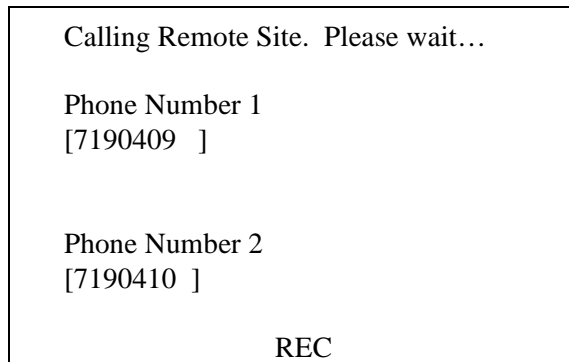 Calling Remote Site.  Please wait…
Phone Number 1
[7190409   ]
Phone Number 2
[7190410  ]
REC